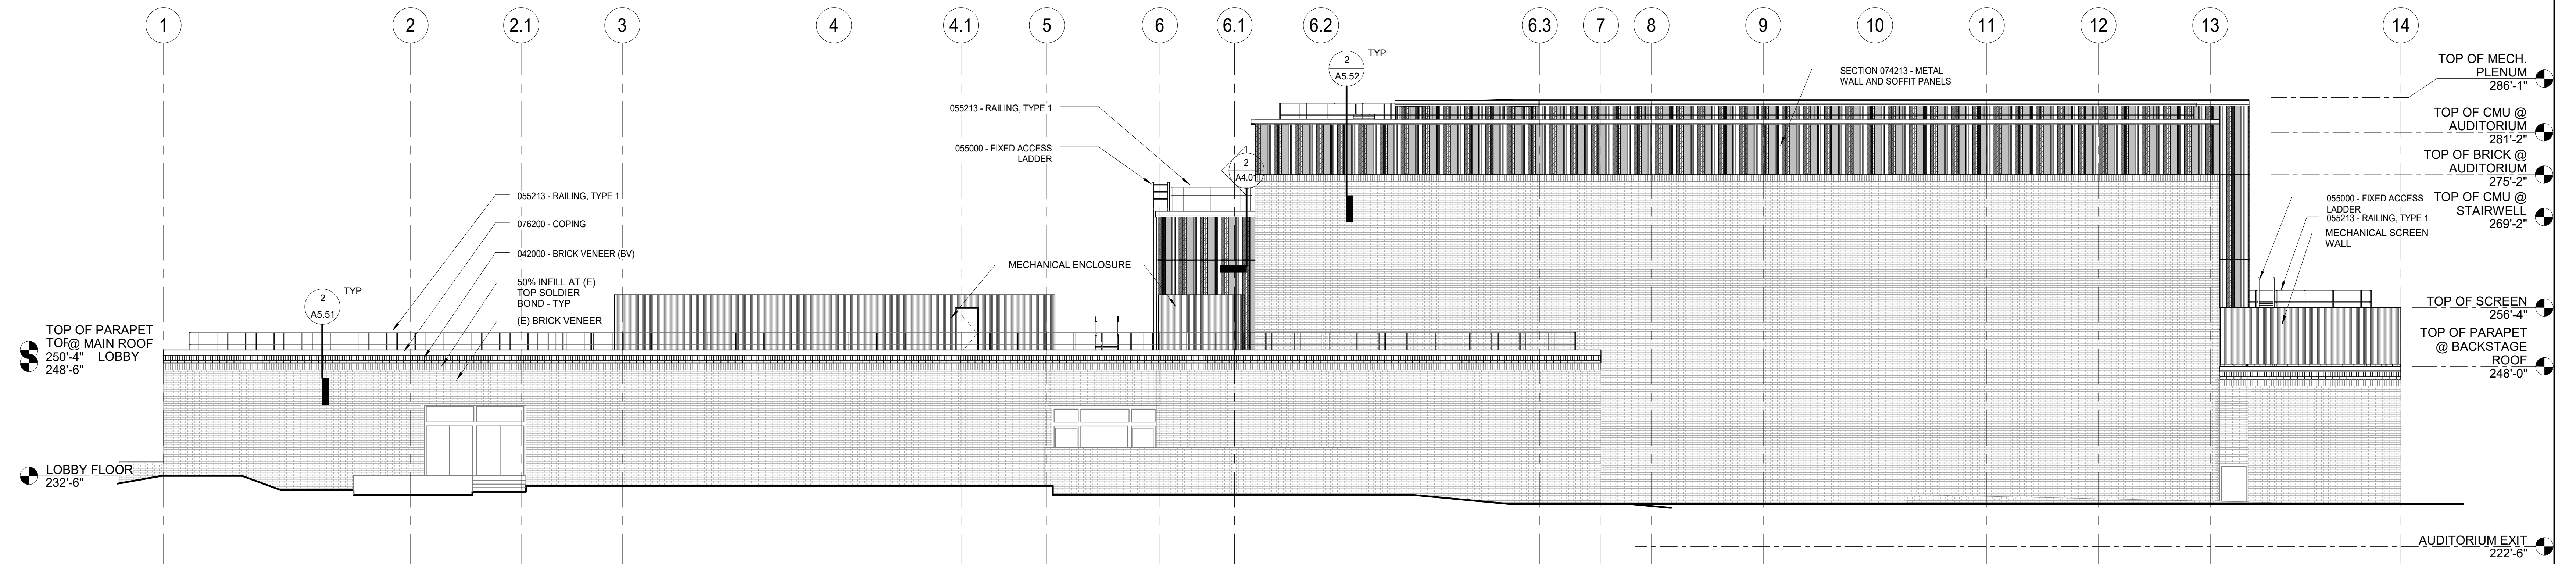 1
2
2.1
3
4
4.1
5
6
6.1
6.2
6.3
7
8
9
10
11
12
13
14
2
A5.52
TYP
SECTION 074213 - METAL
WALL AND SOFFIT PANELS
TOP OF MECH.
PLENUM
286'-1"
TOP OF CMU @
AUDITORIUM
281'-2"
TOP OF BRICK @
AUDITORIUM
275'-2"
TOP OF CMU @
STAIRWELL
269'-2"
055213 - RAILING, TYPE 1
055000 - FIXED ACCESS
LADDER
2
A4.01
055213 - RAILING, TYPE 1
076200 - COPING
042000 - BRICK VENEER (BV)
50% INFILL AT (E)
TOP SOLDIER
BOND - TYP
(E) BRICK VENEER
MECHANICAL ENCLOSURE
2
A5.51
TYP
055000 - FIXED ACCESS
LADDER
055213 - RAILING, TYPE 1
MECHANICAL SCREEN
WALL
TOP OF SCREEN
256'-4"
TOP OF PARAPET
@ BACKSTAGE
ROOF
248'-0"
TOP OF PARAPET
@ MAIN ROOF
250'-4"
LOBBY
248'-6"
LOBBY FLOOR
232'-6"
AUDITORIUM EXIT
222'-6"